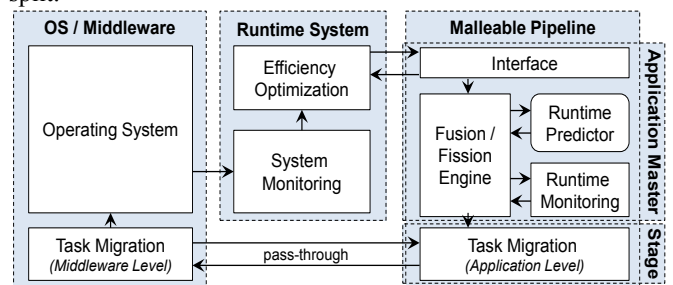 split.
OS / Middleware
Operating System
Task Migration
(Middleware Level)
Runtime System
Efficiency
Optimization
System
Monitoring
pass-through
Malleable Pipeline
Interface
Fusion /
Fission
Engine
Runtime
Predictor
Runtime
Monitoring
Task Migration
(Application Level)
Application Master
Stage